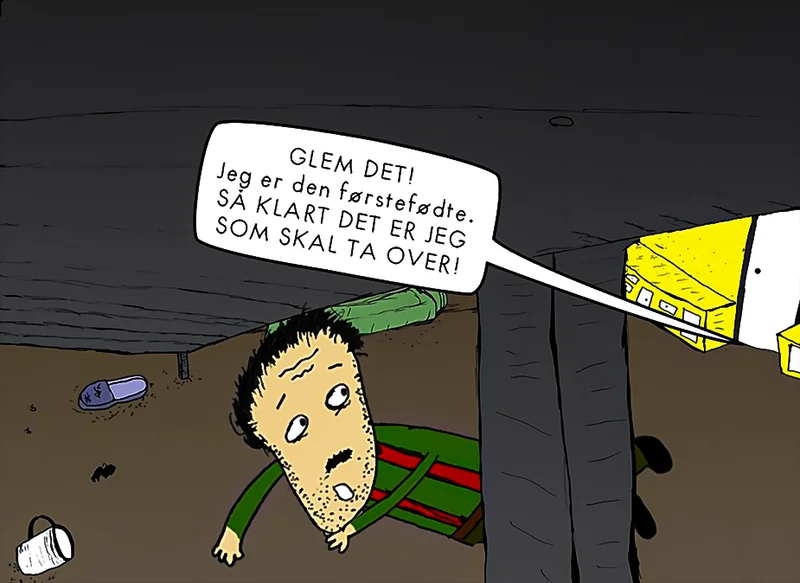 GLEM DET!
Jeg er den førstefødte.
SÅ KLART DET ER JEG
SOM SKAL TA OVER!